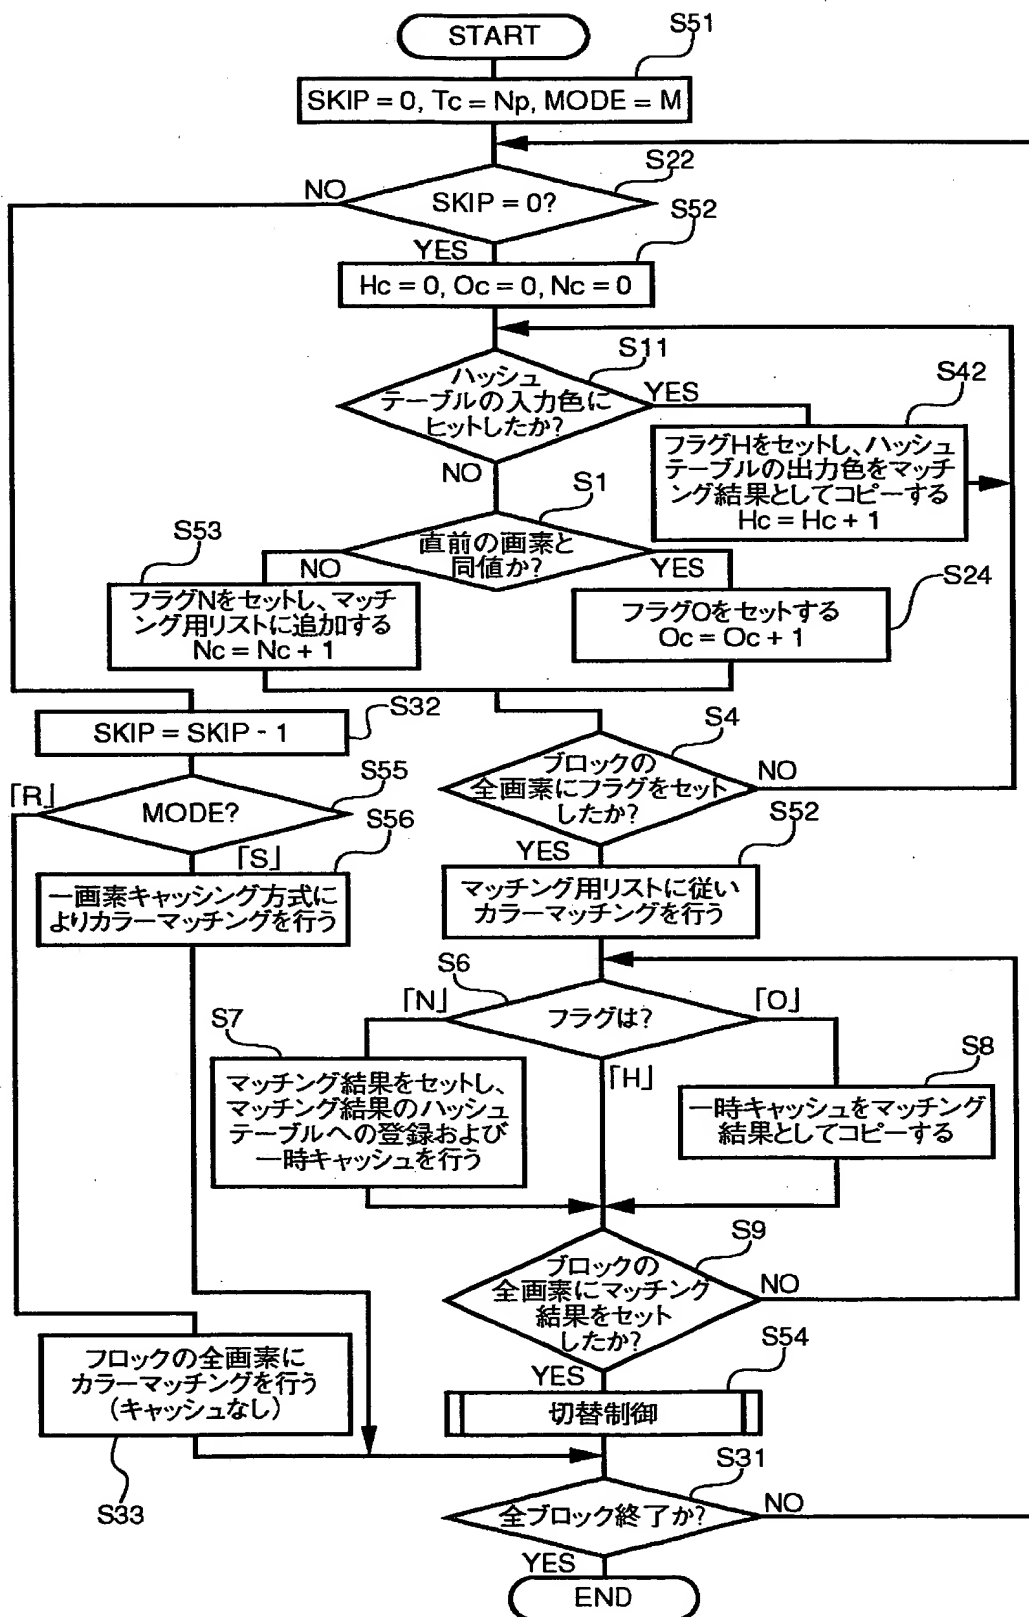 START
S51
SKIP = 0, Tc = Np, MODE = M
S22
NO
SKIP = 0?
S52
YES
Hc = 0, Oc = 0, Nc = 0
S11
ハッシュ
テーブルの入力色に
ヒットしたか?
YES
S42
フラグHをセットし、ハッシュ
テーブルの出力色をマッチ
ング結果としてコピーする
Hc = Hc + 1
NO
S1
直前の画素と
同値か?
S53
NO
YES
フラグNをセットし、マッチ
ング用リストに追加する
Nc = Nc + 1
S24
フラグOをセットする
Oc = Oc + 1
S32
SKIP = SKIP - 1
S4
ブロックの
全画素にフラグをセット
したか?
NO
S55
「R」
MODE?
S56
「S」
一画素キャッシング方式に
よりカラーマッチングを行う
YES
S52
マッチング用リストに従い
カラーマッチングを行う
S6
「N」
フラグは?
「O」
S7
「H」
S8
マッチング結果をセットし、
マッチング結果のハッシュ
テーブルへの登録および
一時キャッシュを行う
一時キャッシュをマッチング
結果としてコピーする
S9
ブロックの
全画素にマッチング
結果をセット
したか?
NO
YES
S54
切替制御
フロックの全画素に
カラーマッチングを行う
(キャッシュなし)
S33
S31
全ブロック終了か?
NO
YES
END